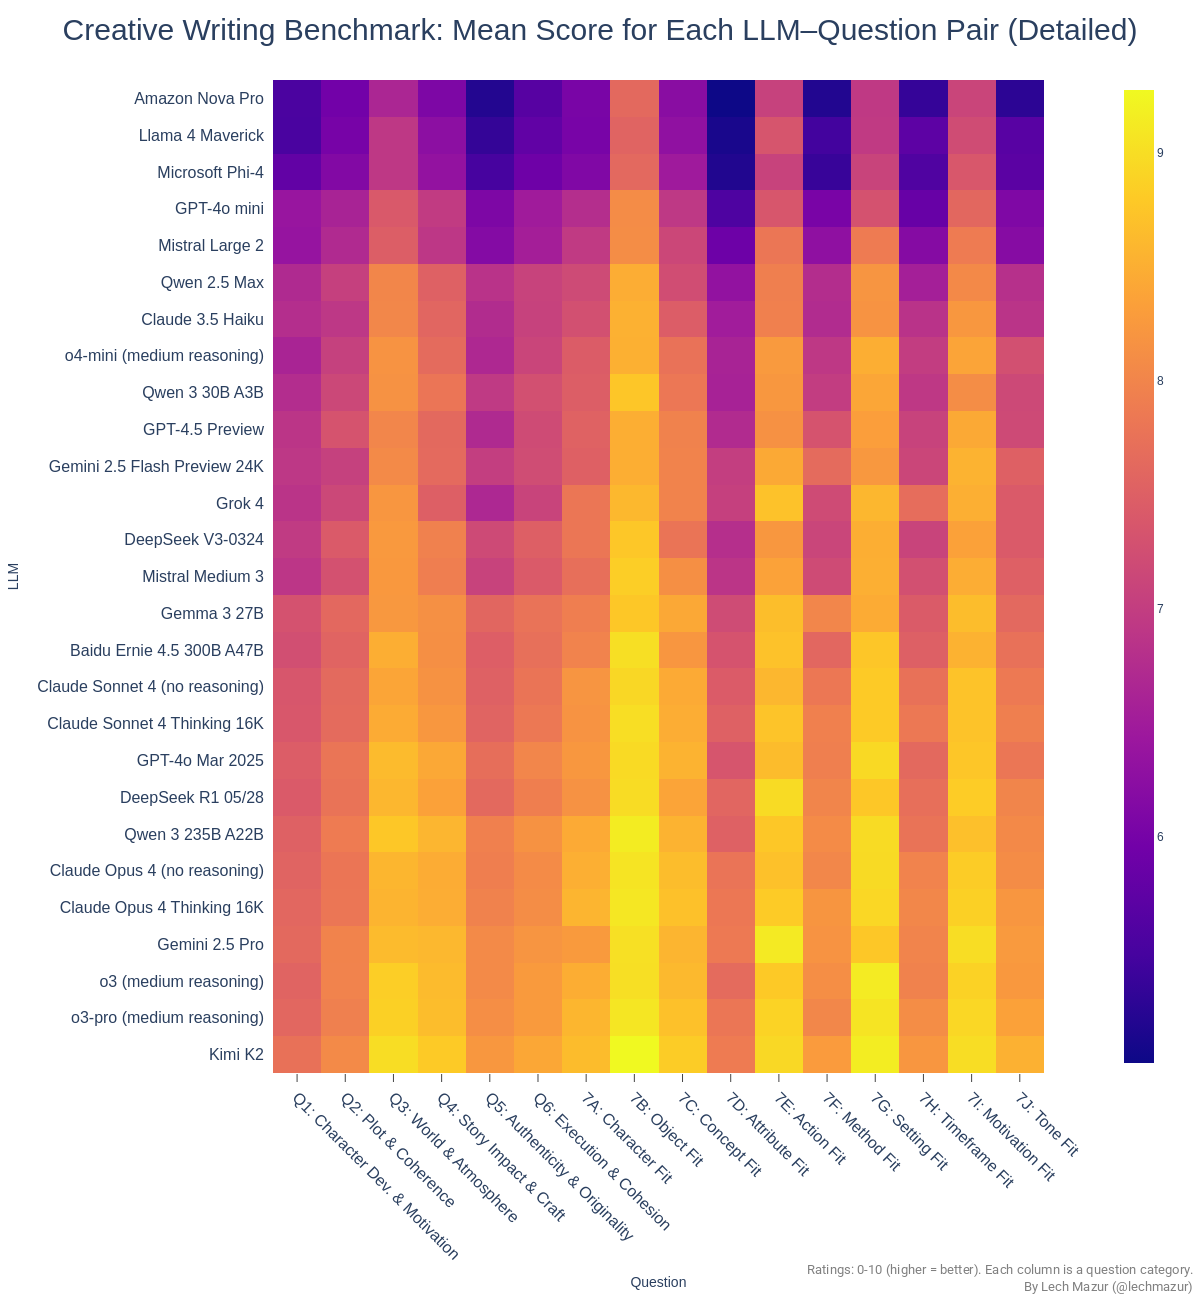 Creative Writing Benchmark: Mean Score for Each LLM–Question Pair (Detailed)
Amazon Nova Pro
Llama 4 Maverick
Microsoft Phi-4
GPT-4o mini
Mistral Large 2
Qwen 2.5 Max
Claude 3.5 Haiku
o4-mini (medium reasoning)
Qwen 3 30B A3B
GPT-4.5 Preview
Gemini 2.5 Flash Preview 24K
Grok 4
DeepSeek V3-0324
Mistral Medium 3
Gemma 3 27B
Baidu Ernie 4.5 300B A47B
Claude Sonnet 4 (no reasoning)
Claude Sonnet 4 Thinking 16K
GPT-4o Mar 2025
DeepSeek R1 05/28
Qwen 3 235B A22B
Claude Opus 4 (no reasoning)
Claude Opus 4 Thinking 16K
Gemini 2.5 Pro
o3 (medium reasoning)
o3-pro (medium reasoning)
Kimi K2
LLM
9
8
7
6
Q1: Character Dev. & Motivation
Q2: Plot & Coherence
Q3: World & Atmosphere
Q4: Story Impact & Craft
Q5: Authenticity & Originality
Q6: Execution & Cohesion
7A: Character Fit
7B: Object Fit
7C: Concept Fit
7D: Attribute Fit
7E: Action Fit
7F: Method Fit
7G: Setting Fit
7H: Timeframe Fit
7I: Motivation Fit
7J: Tone Fit
Question
Ratings: 0-10 (higher = better). Each column is a question category.
By Lech Mazur (@lechmazur)